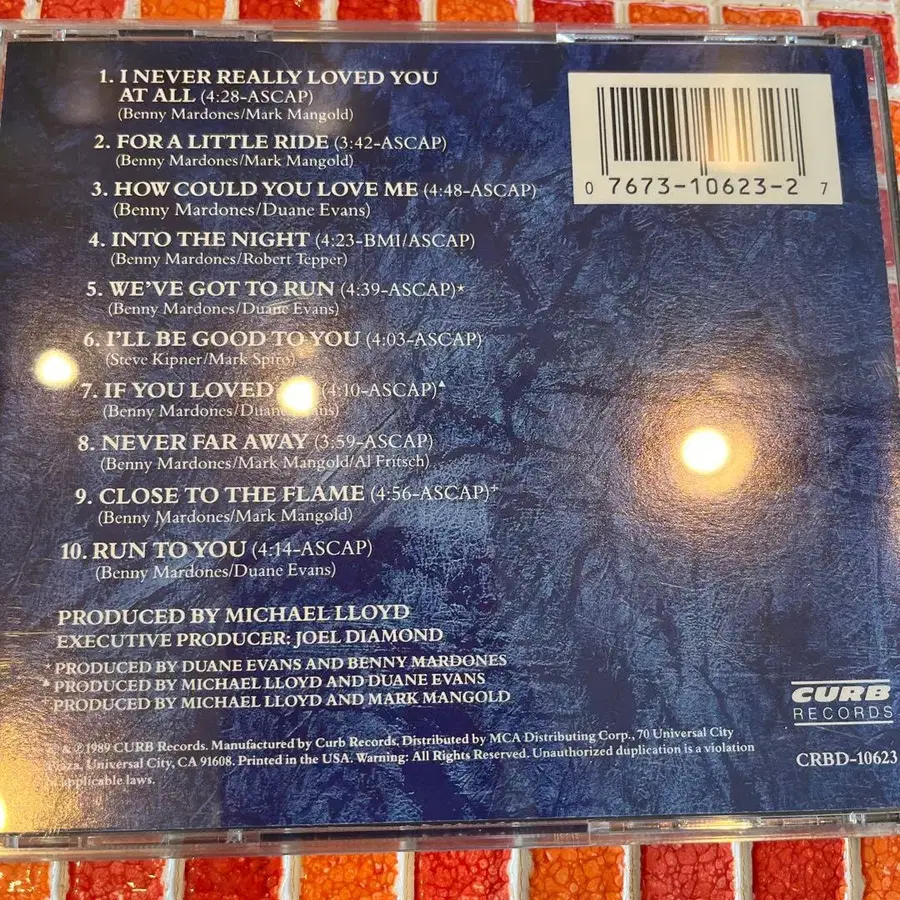 1. I NEVER REALLY LOVED YOU
AT ALL (4:28-ASCAP)
(Benny Mardones/Mark Mangold)
2. FOR A LITTLE RIDE (3:42-ASCAP)
(Benny Mardones/Mark Mangold)
3. HOW COULD YOU LOVE ME (4:48-ASCAP)
(Benny Mardones/Duane Evans)
4. INTO THE NIGHT (4:23-BMI/ASCAP)
(Benny Mardones/Robert Tepper)
5. WE'VE GOT TO RUN (4:39-ASCAP)*
(Benny Mardones/Duane Evans)
6. I'LL BE GOOD TO YOU (4:03-ASCAP)
(Steve Kipner/Mark Spiro)
7. IF YOU LOVED (4:10-ASCAP)▲
(Benny Mardones/Duane Evans)
8. NEVER FAR AWAY (3:59-ASCAP)
(Benny Mardones/Mark Mangold/Al Fritsch)
9. CLOSE TO THE FLAME (4:56-ASCAP)+
(Benny Mardones/Mark Mangold)
10. RUN TO YOU (4:14-ASCAP)
(Benny Mardones/Duane Evans)
PRODUCED BY MICHAEL LLOYD
EXECUTIVE PRODUCER: JOEL DIAMOND
* PRODUCED BY DUANE EVANS AND BENNY MARDONES
▲ PRODUCED BY MICHAEL LLOYD AND DUANE EVANS
PRODUCED BY MICHAEL LLOYD AND MARK MANGOLD
© & ℗ 1989 CURB Records. Manufactured by Curb Records. Distributed by MCA Distributing Corp., 70 Universal City
Plaza, Universal City, CA 91608. Printed in the USA. Warning: All Rights Reserved. Unauthorized duplication is a violation
of applicable laws.
0 7673-10623-2 7
CURB
RECORDS
CRBD-10623